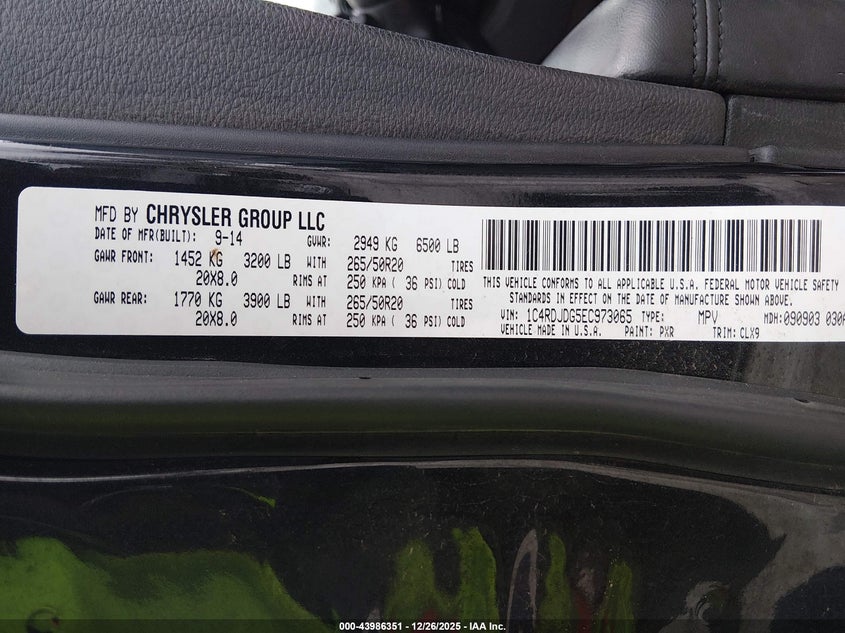 MFD BY CHRYSLER GROUP LLC
DATE OF MFR(BUILT): 9-14 GVWR: 2949 KG 6500 LB
GAWR FRONT: 1452 KG 3200 LB WITH 265/50R20 TIRES
20X8.0 RIMS AT 250 KPA ( 36 PSI) COLD
GAWR REAR: 1770 KG 3900 LB WITH 265/50R20 TIRES
20X8.0 RIMS AT 250 KPA ( 36 PSI) COLD
THIS VEHICLE CONFORMS TO ALL APPLICABLE U.S.A. FEDERAL MOTOR VEHICLE SAFETY
STANDARDS IN EFFECT ON THE DATE OF MANUFACTURE SHOWN ABOVE.
VIN: 1C4RDJDG5EC973065 TYPE: MPV MDH:090903 030
VEHICLE MADE IN U.S.A. PAINT: PXR TRIM: CLX9
000-43986351 - 12/26/2025 - IAA Inc.